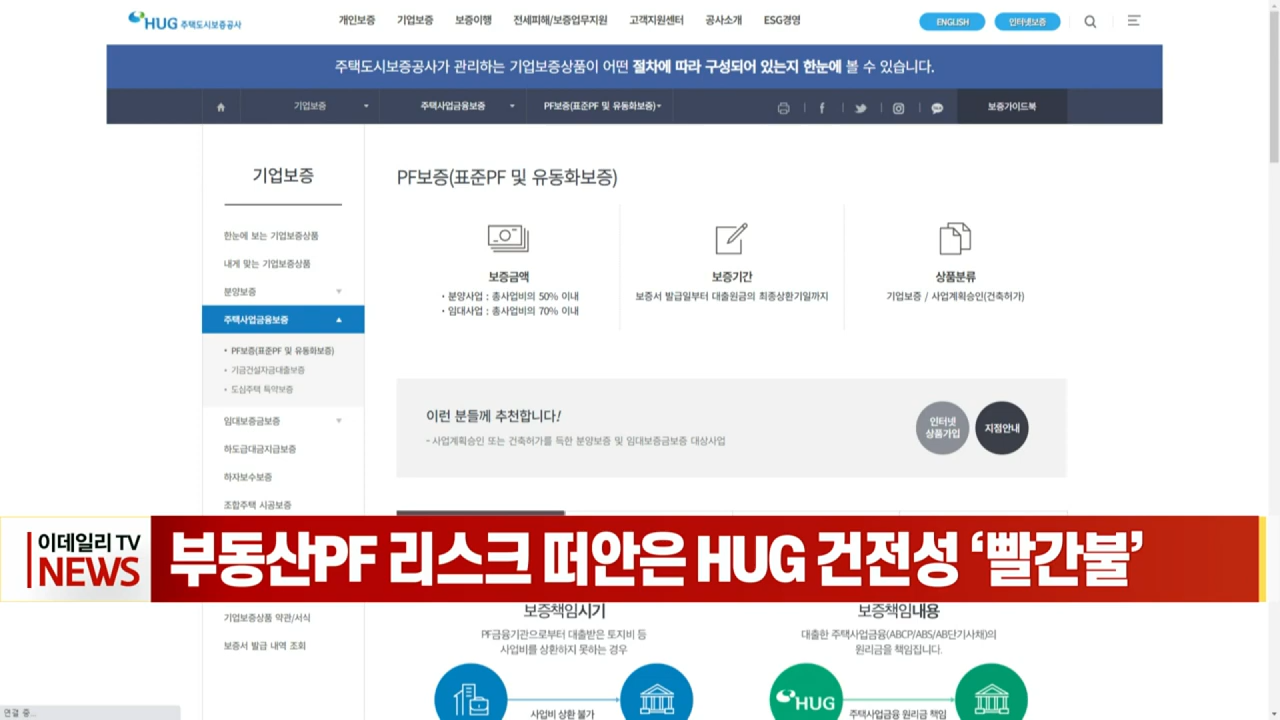 HUG 주택도시보증공사
개인보증 기업보증 보증이행 전세피해/보증업무지원 고객지원센터 공사소개 ESG경영
ENGLISH 인터넷보증
주택도시보증공사가 관리하는 기업보증상품이 어떤 절차에 따라 구성되어 있는지 한눈에 볼 수 있습니다.
기업보증 주택사업금융보증 PF보증(표준PF 및 유동화보증) 보증가이드북
기업보증
한눈에 보는 기업보증상품
내게 맞는 기업보증상품
분양보증
주택사업금융보증
• PF보증(표준PF 및 유동화보증)
• 기금건설자금대출보증
• 도심주택 특약보증
임대보증금보증
하도급대금지급보증
하자보수보증
조합주택 시공보증
PF보증(표준PF 및 유동화보증)
보증금액
• 분양사업 : 총사업비의 50% 이내
• 임대사업 : 총사업비의 70% 이내
보증기간
보증서 발급일부터 대출원금의 최종상환기일까지
상품분류
기업보증 / 사업계획승인(건축허가)
이런 분들께 추천합니다!
- 사업계획승인 또는 건축허가를 득한 분양보증 및 임대보증금보증 대상사업
인터넷
상품가입
지점안내
이데일리 TV
NEWS
부동산PF 리스크 떠안은 HUG 건전성 ‘빨간불’
기업보증상품 약관/서식
보증서 발급 내역 조회
보증책임시기
PF금융기관으로부터 대출받은 토지비 등
사업비를 상환하지 못하는 경우
사업비 상환 불가
보증책임내용
대출한 주택사업금융(ABCP/ABS/AB단기사채)의
원리금을 책임집니다.
HUG
주택사업금융 원리금 책임
연결 중...